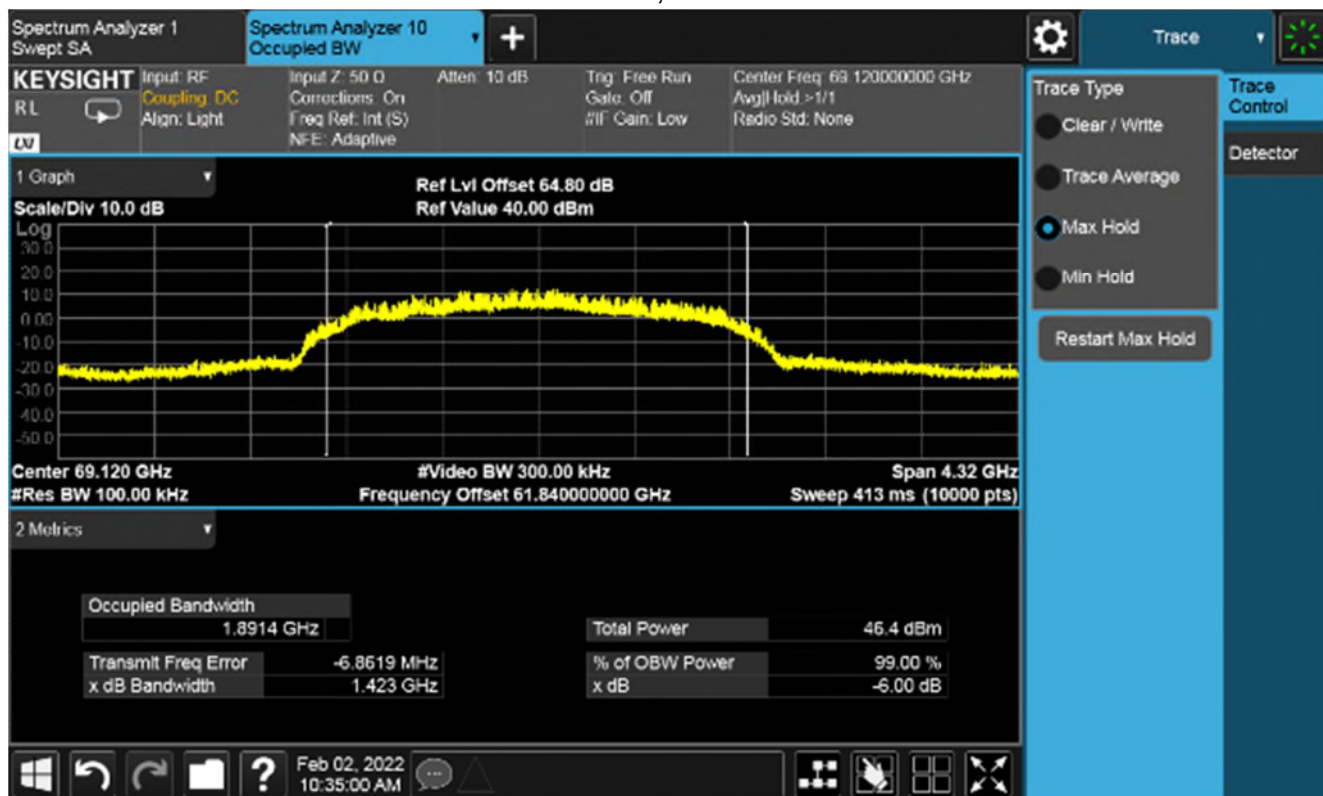 Spectrum Analyzer 1
Swept SA
Spectrum Analyzer 10
Occupied BW
Trace
KEYSIGHT
RL
LXI
Input: RF
Coupling: DC
Align: Light
Input Z: 50 Ω
Corrections: On
Freq Ref: Int (S)
NFE: Adaptive
Atten: 10 dB
Trig: Free Run
Gate: Off
#IF Gain: Low
Center Freq: 69.120000000 GHz
Avg|Hold:>1/1
Radio Std: None
Trace Type
Clear / Write
Trace Average
Max Hold
Min Hold
Restart Max Hold
Trace
Control
Detector
1 Graph
Scale/Div 10.0 dB
Ref Lvl Offset 64.80 dB
Ref Value 40.00 dBm
Log
30.0
20.0
10.0
0.00
-10.0
-20.0
-30.0
-40.0
-50.0
Center 69.120 GHz
#Res BW 100.00 kHz
#Video BW 300.00 kHz
Frequency Offset 61.840000000 GHz
Span 4.32 GHz
Sweep 413 ms (10000 pts)
2 Metrics
Occupied Bandwidth
1.8914 GHz
Total Power 46.4 dBm
Transmit Freq Error -6.8619 MHz
% of OBW Power 99.00 %
x dB Bandwidth 1.423 GHz
x dB -6.00 dB
?
Feb 02, 2022
10:35:00 AM